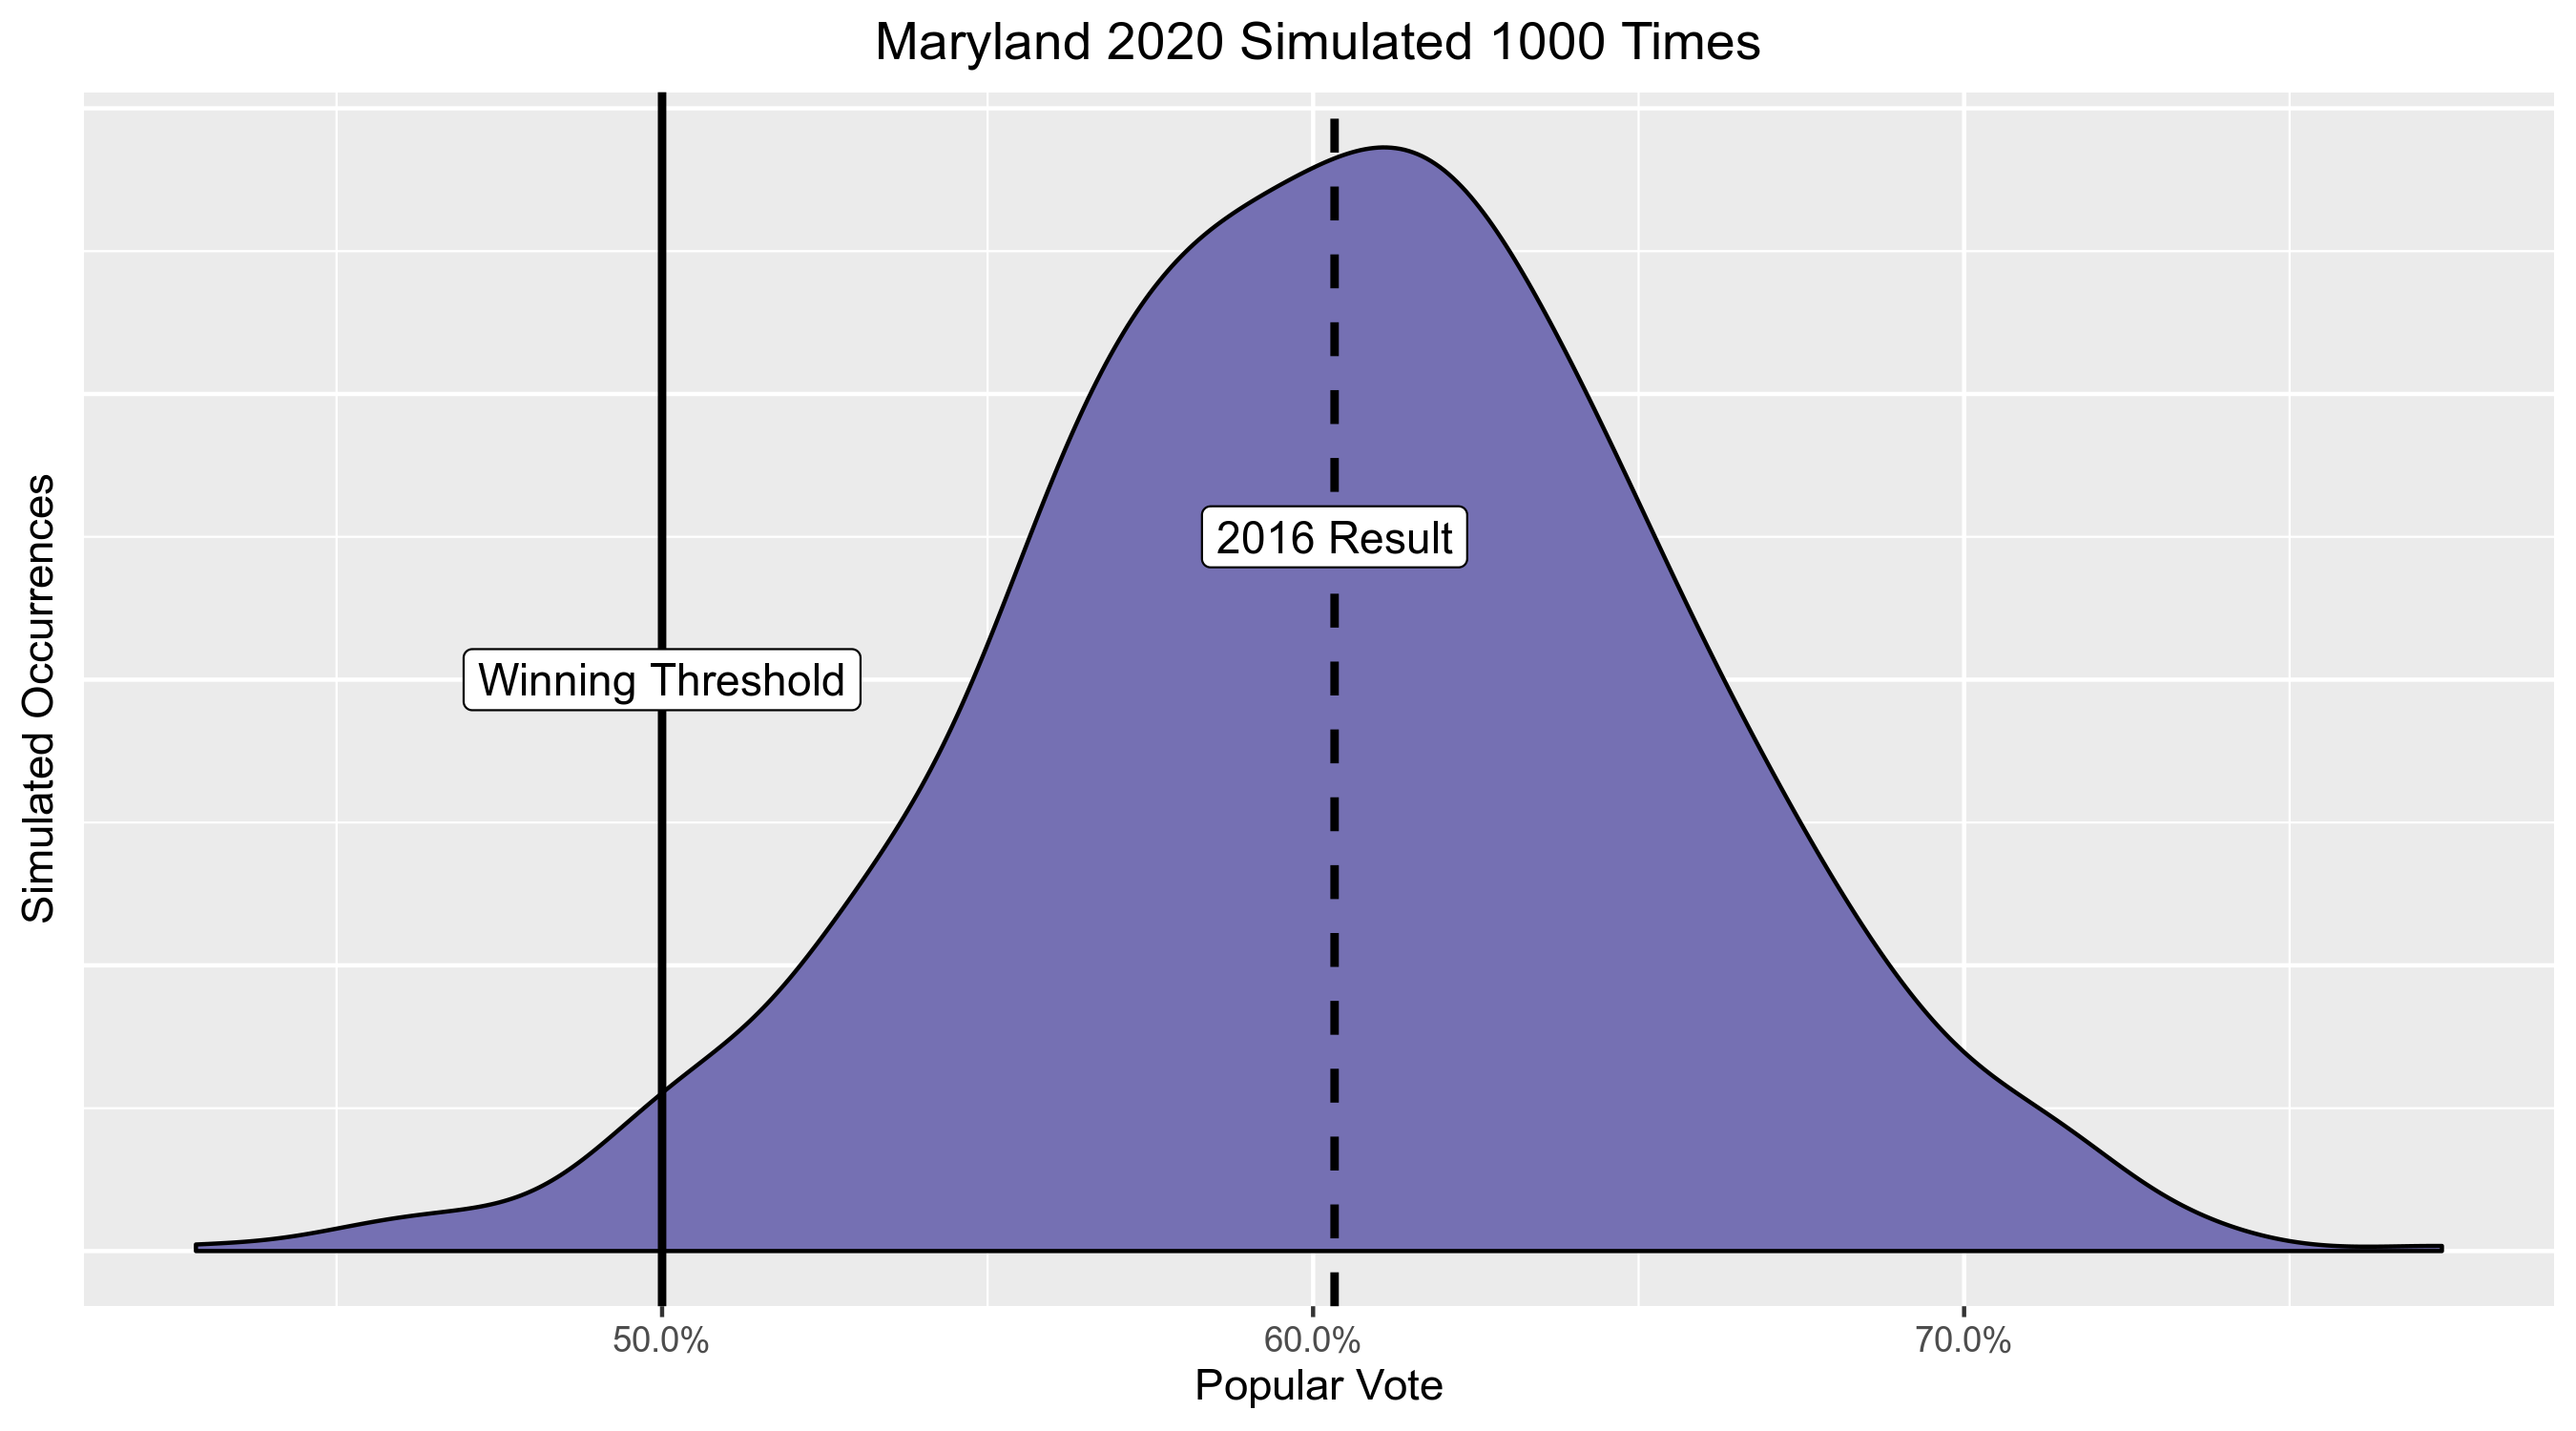 Maryland 2020 Simulated 1000 Times
Simulated Occurrences
2016 Result
Winning Threshold
50.0%
60.0%
70.0%
Popular Vote